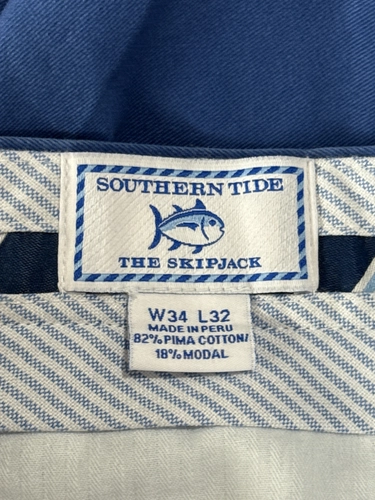 SOUTHERN TIDE
THE SKIPJACK
W34 L32
MADE IN PERU
82% PIMA COTTON/
18% MODAL